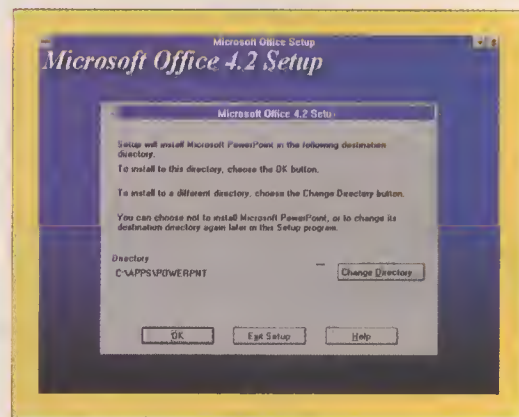 Microsoft Office Setup
Microsoft Office 4.2 Setup
Microsoft Office 4.2 Setup
Setup will install Microsoft PowerPoint in the following destination
directory.
To install to this directory, choose the OK button.
To install to a different directory, choose the Change Directory button.
You can choose not to install Microsoft PowerPoint, or to change its
destination directory again later in this Setup program.
Directory
C:\APPS\POWERPNT
Change Directory...
OK
Exit Setup
Help